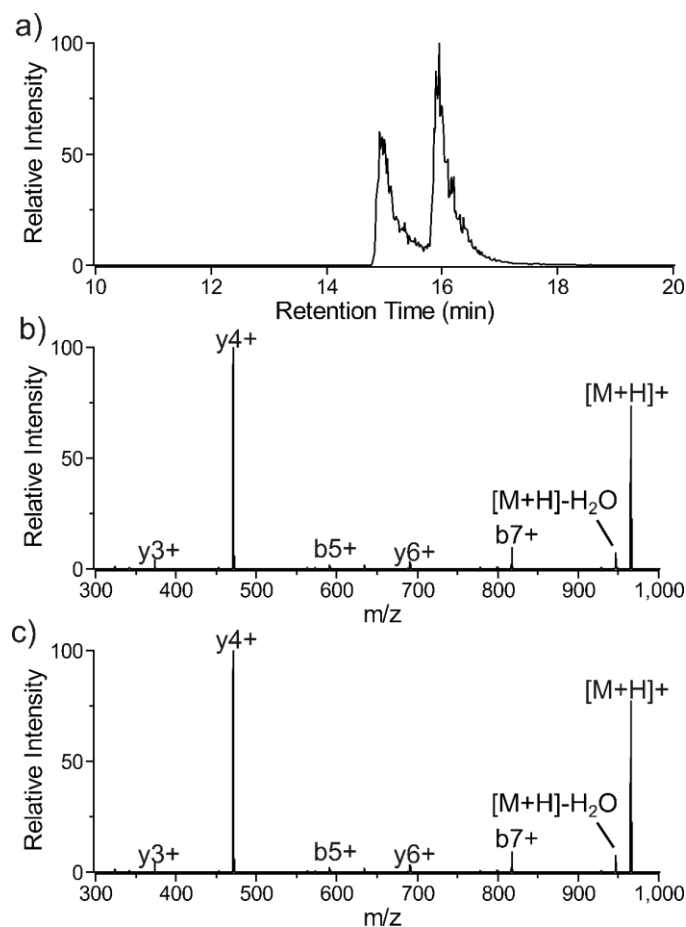 a)
Relative Intensity
100
50
0
10 12 14 16 18 20
Retention Time (min)
b)
Relative Intensity
100
50
0
y4+
[M+H]+
[M+H]-H₂O
b7+
y3+
b5+
y6+
300 400 500 600 700 800 900 1,000
m/z
c)
Relative Intensity
100
50
0
y4+
[M+H]+
[M+H]-H₂O
b7+
y3+
b5+
y6+
300 400 500 600 700 800 900 1,000
m/z